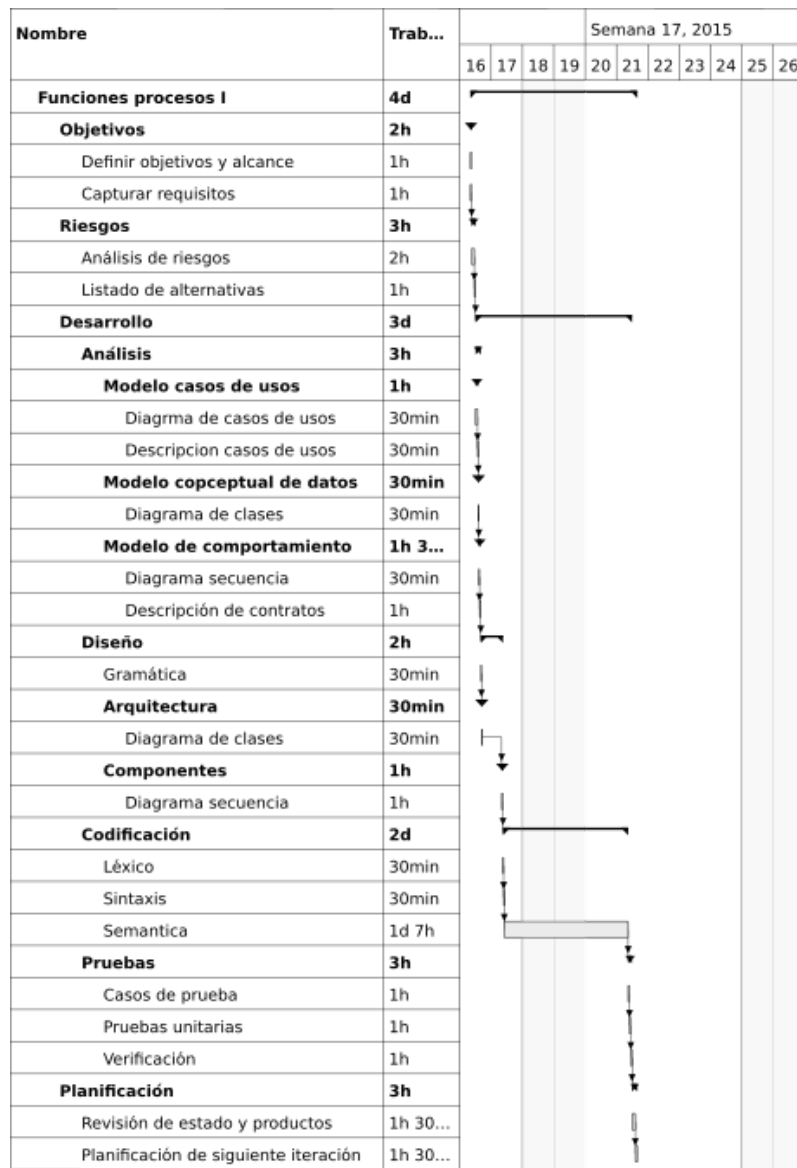 Nombre Trab... Semana 17, 2015
16 17 18 19 20 21 22 23 24 25 26
Funciones procesos I 4d
Objetivos 2h
Definir objetivos y alcance 1h
Capturar requisitos 1h
Riesgos 3h
Análisis de riesgos 2h
Listado de alternativas 1h
Desarrollo 3d
Análisis 3h
Modelo casos de usos 1h
Diagrma de casos de usos 30min
Descripcion casos de usos 30min
Modelo copceptual de datos 30min
Diagrama de clases 30min
Modelo de comportamiento 1h 3...
Diagrama secuencia 30min
Descripción de contratos 1h
Diseño 2h
Gramática 30min
Arquitectura 30min
Diagrama de clases 30min
Componentes 1h
Diagrama secuencia 1h
Codificación 2d
Léxico 30min
Sintaxis 30min
Semantica 1d 7h
Pruebas 3h
Casos de prueba 1h
Pruebas unitarias 1h
Verificación 1h
Planificación 3h
Revisión de estado y productos 1h 30...
Planificación de siguiente iteración 1h 30...